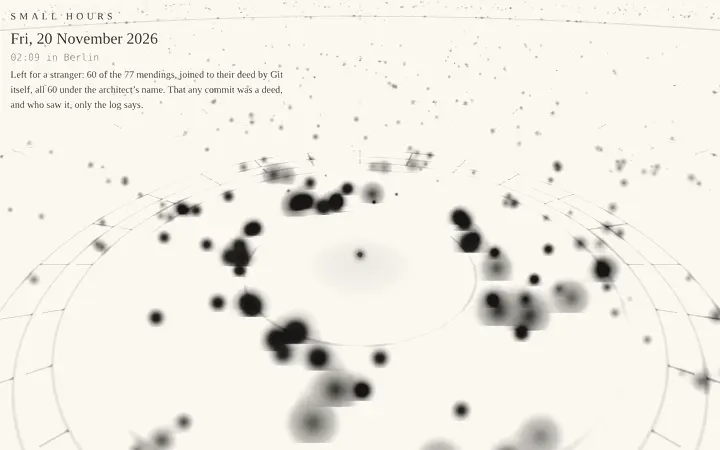 SMALL HOURS
Fri, 20 November 2026
02:09 in Berlin
Left for a stranger: 60 of the 77 mendings, joined to their deed by Git
itself, all 60 under the architect's name. That any commit was a deed,
and who saw it, only the log says.